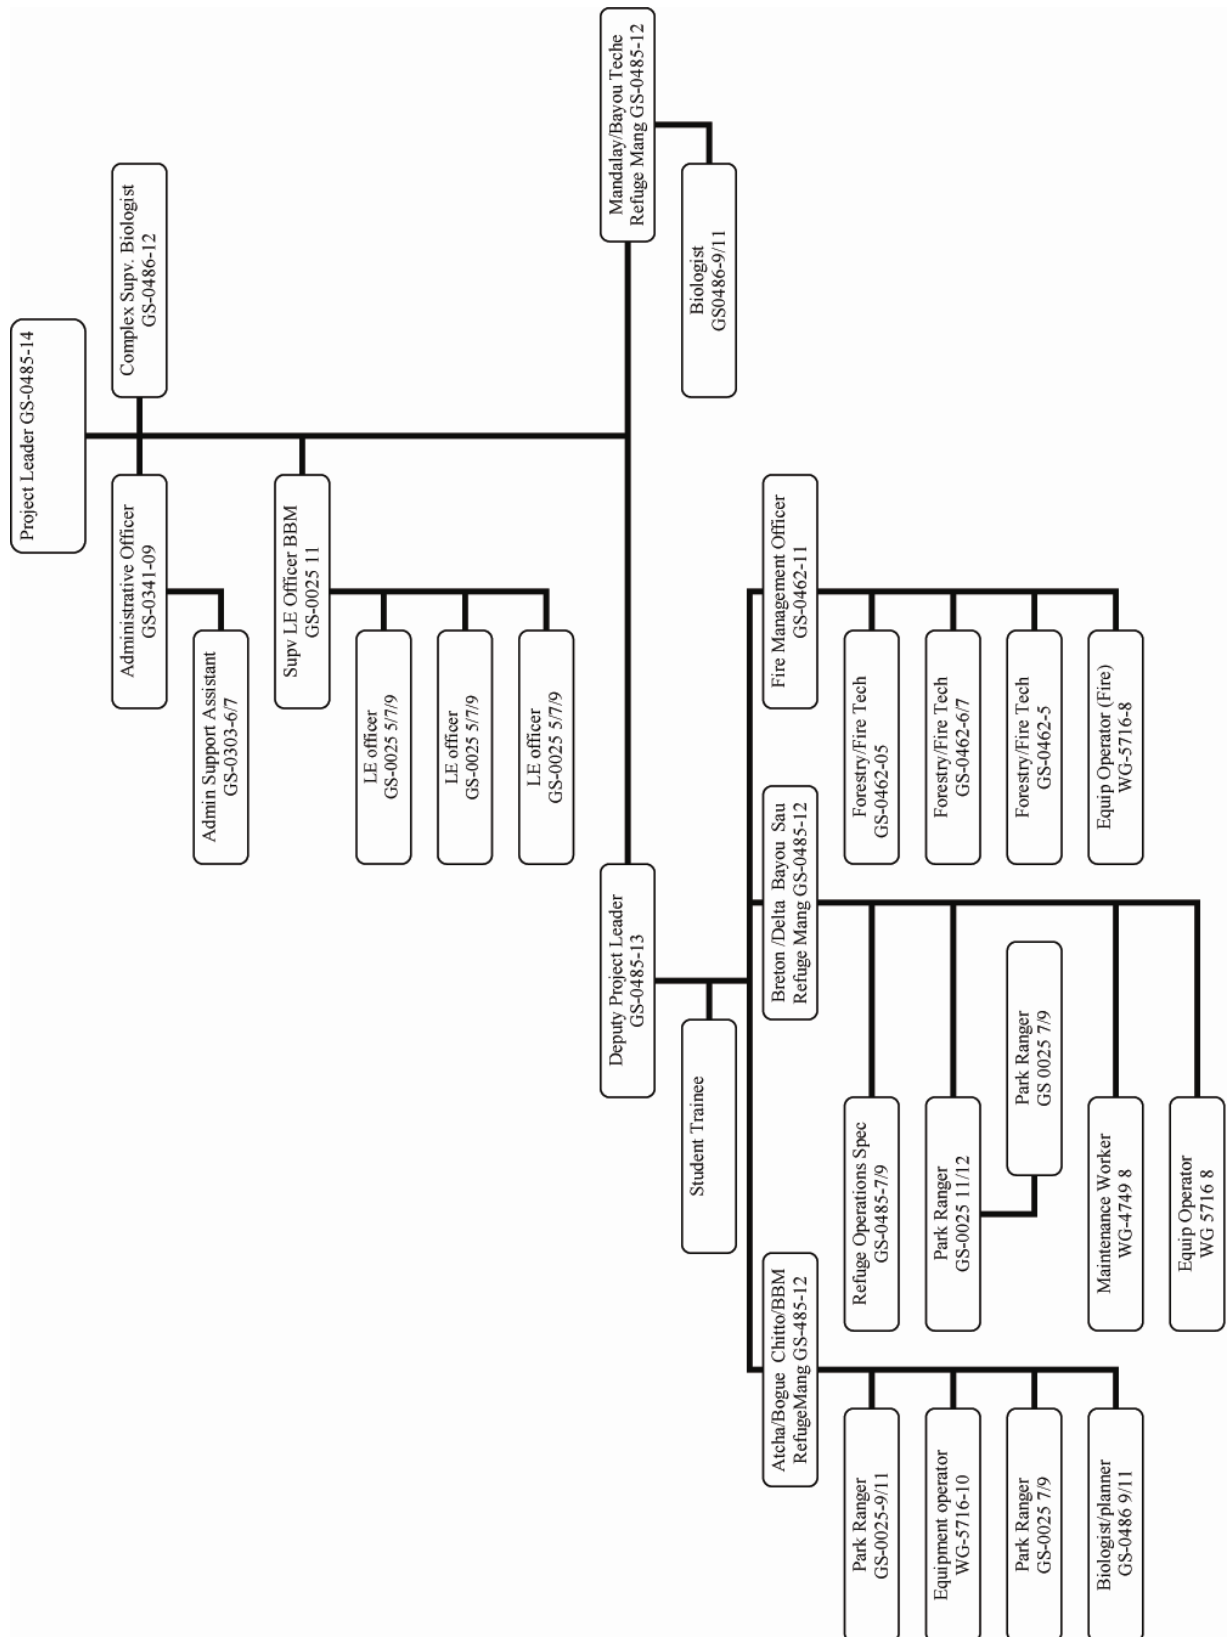 Project Leader GS-0485-14
Administrative Officer
GS-0341-09
Complex Supv. Biologist
GS-0486-12
Admin Support Assistant
GS-0303-6/7
Supv LE Officer BBM
GS-0025 11
LE officer
GS-0025 5/7/9
LE officer
GS-0025 5/7/9
LE officer
GS-0025 5/7/9
Deputy Project Leader
GS-0485-13
Mandalay/Bayou Teche
Refuge Mang GS-0485-12
Student Trainee
Biologist
GS0486-9/11
Atcha/Bogue Chitto/BBM
RefugeMang GS-485-12
Breton /Delta Bayou Sau
Refuge Mang GS-0485-12
Fire Management Officer
GS-0462-11
Park Ranger
GS-0025-9/11
Equipment operator
WG-5716-10
Park Ranger
GS-0025 7/9
Biologist/planner
GS-0486 9/11
Refuge Operations Spec
GS-0485-7/9
Park Ranger
GS-0025 11/12
Park Ranger
GS 0025 7/9
Maintenance Worker
WG-4749 8
Equip Operator
WG 5716 8
Forestry/Fire Tech
GS-0462-05
Forestry/Fire Tech
GS-0462-6/7
Forestry/Fire Tech
GS-0462-5
Equip Operator (Fire)
WG-5716-8